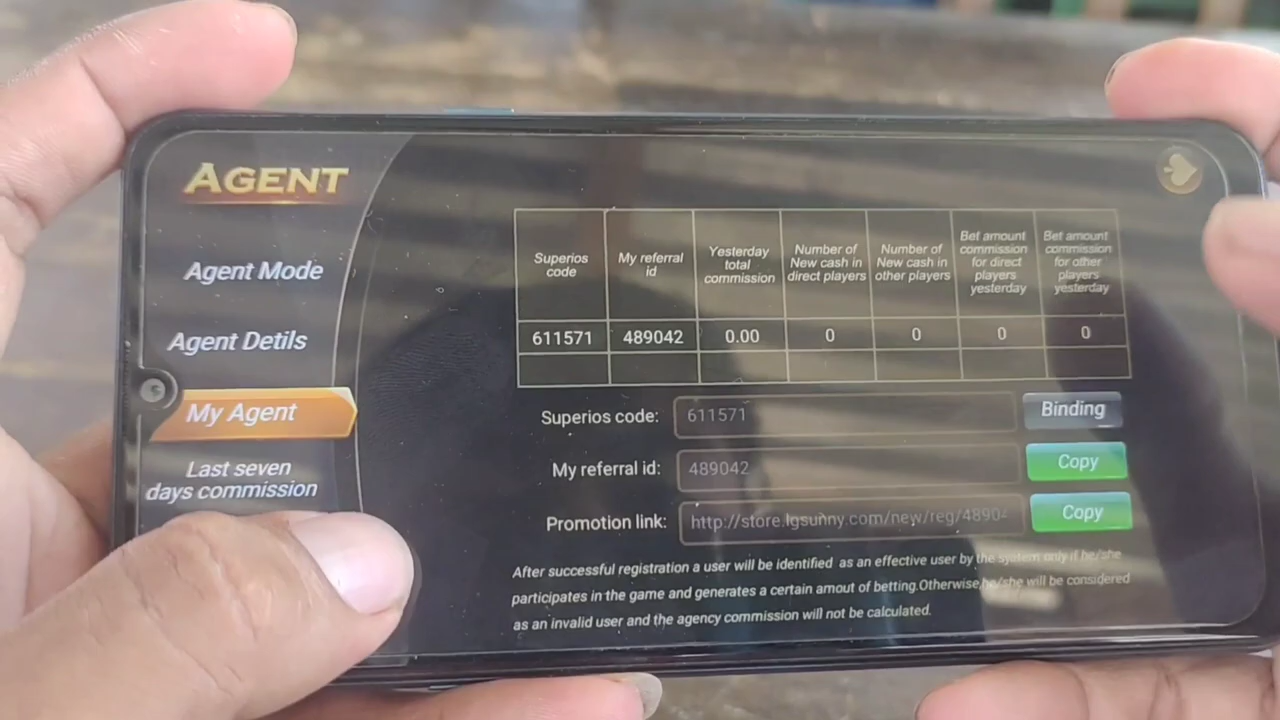 AGENT
Agent Mode
Agent Detils
My Agent
Last seven
days commission
Superios
code
My referral
id
Yesterday
total
commission
Number of
New cash in
direct players
Number of
New cash in
other players
Bet amount
commission
for direct
players
yesterday
Bet amount
commission
for other
players
yesterday
611571 489042 0.00 0 0 0 0
Superios code: 611571 Binding
My referral id: 489042 Copy
Promotion link: http://store.lgsunny.com/new/reg/4890 Copy
After successful registration a user will be identified as an effective user by the system only if he/she
participates in the game and generates a certain amout of betting.Otherwise,he/she will be considered
as an invalid user and the agency commission will not be calculated.